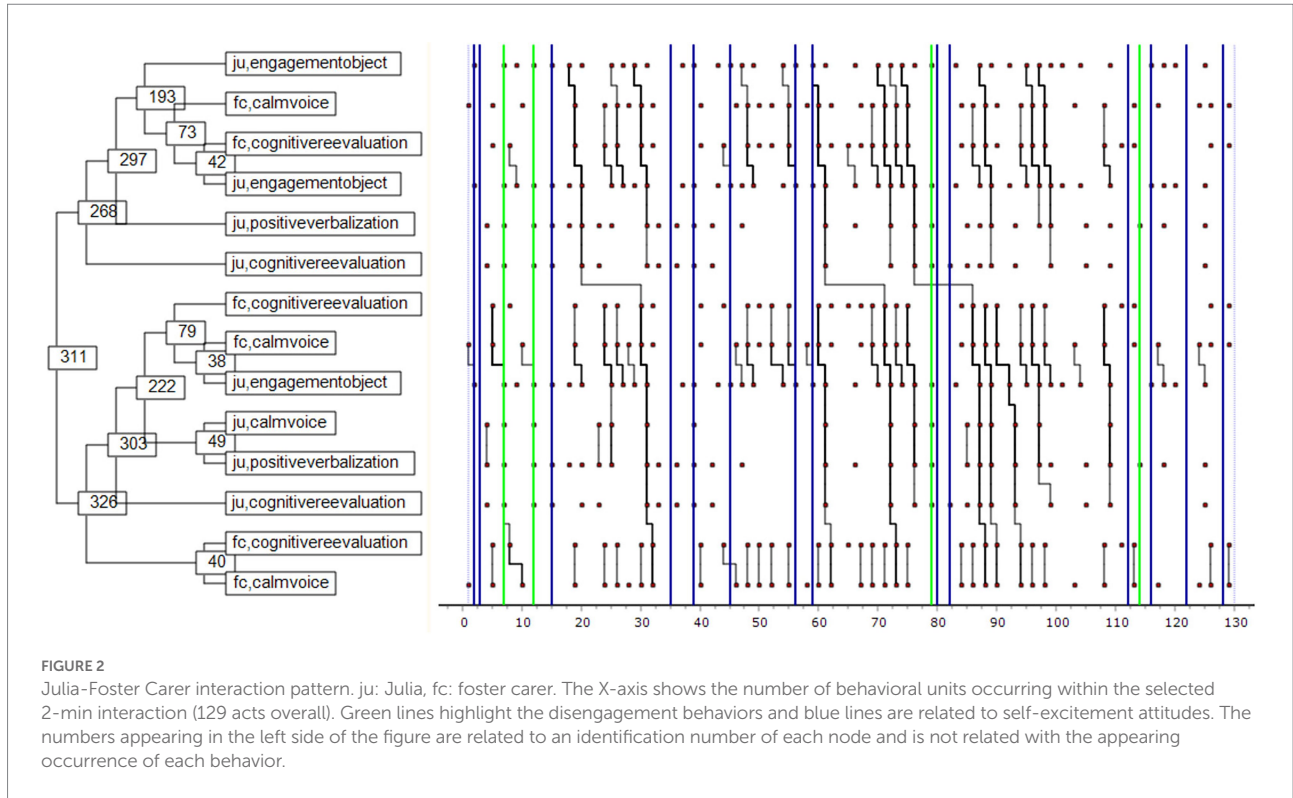 ju,engagementobject
193
fc,calmvoice
73
fc,cognitivereevaluation
297
42
ju,engagementobject
268
ju,positiveverbalization
ju,cognitivereevaluation
fc,cognitivereevaluation
79
fc,calmvoice
311
38
222
ju,engagementobject
ju,calmvoice
303
49
ju,positiveverbalization
326
ju,cognitivereevaluation
fc,cognitivereevaluation
40
fc,calmvoice
0 10 20 30 40 50 60 70 80 90 100 110 120 130
FIGURE 2
Julia-Foster Carer interaction pattern. ju: Julia, fc: foster carer. The X-axis shows the number of behavioral units occurring within the selected
2-min interaction (129 acts overall). Green lines highlight the disengagement behaviors and blue lines are related to self-excitement attitudes. The
numbers appearing in the left side of the figure are related to an identification number of each node and is not related with the appearing
occurrence of each behavior.